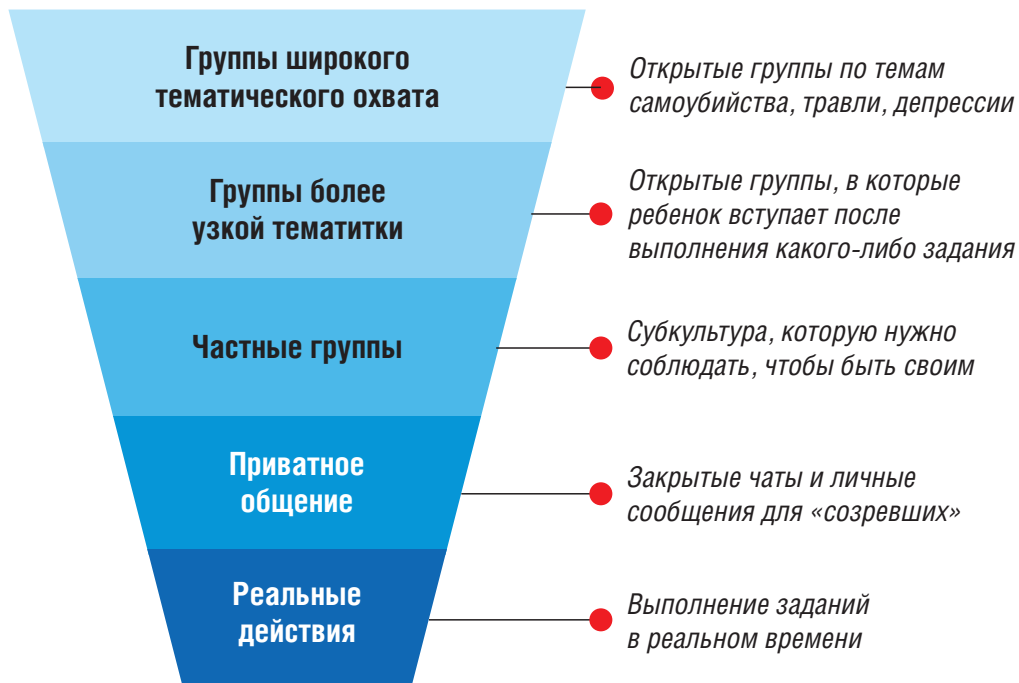 Группы широкого
тематического охвата
Открытые группы по темам
самоубийства, травли, депрессии
Группы более
узкой тематитки
Открытые группы, в которые
ребенок вступает после
выполнения какого-либо задания
Частные группы
Субкультура, которую нужно
соблюдать, чтобы быть своим
Приватное
общение
Закрытые чаты и личные
сообщения для «созревших»
Реальные
действия
Выполнение заданий
в реальном времени